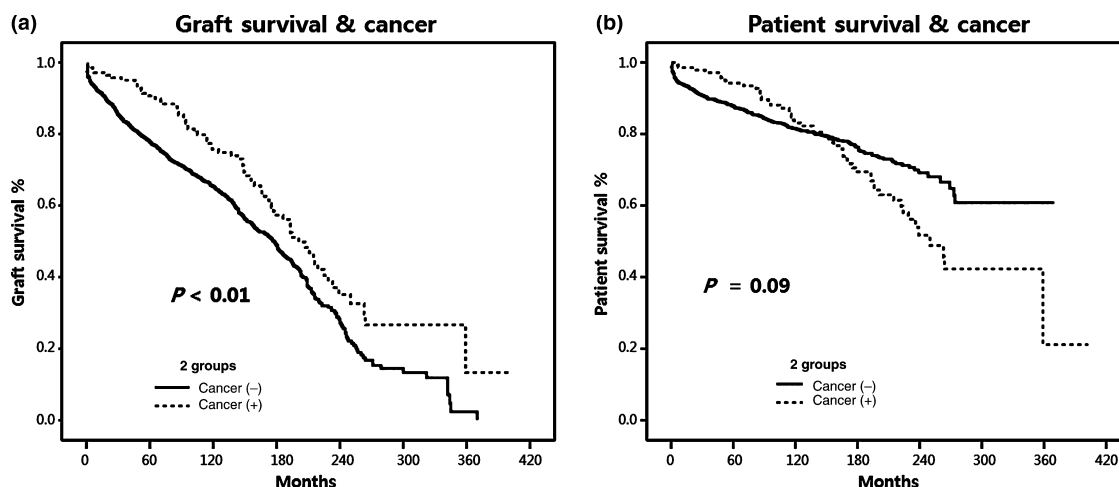 (a)
Graft survival & cancer
Graft survival %
1.0
0.8
0.6
0.4
0.2
0.0
P < 0.01
2 groups
Cancer (–)
Cancer (+)
0 60 120 180 240 300 360 420
Months
(b)
Patient survival & cancer
Patient survival %
1.0
0.8
0.6
0.4
0.2
0.0
P = 0.09
2 groups
Cancer (–)
Cancer (+)
0 60 120 180 240 300 360 420
Months